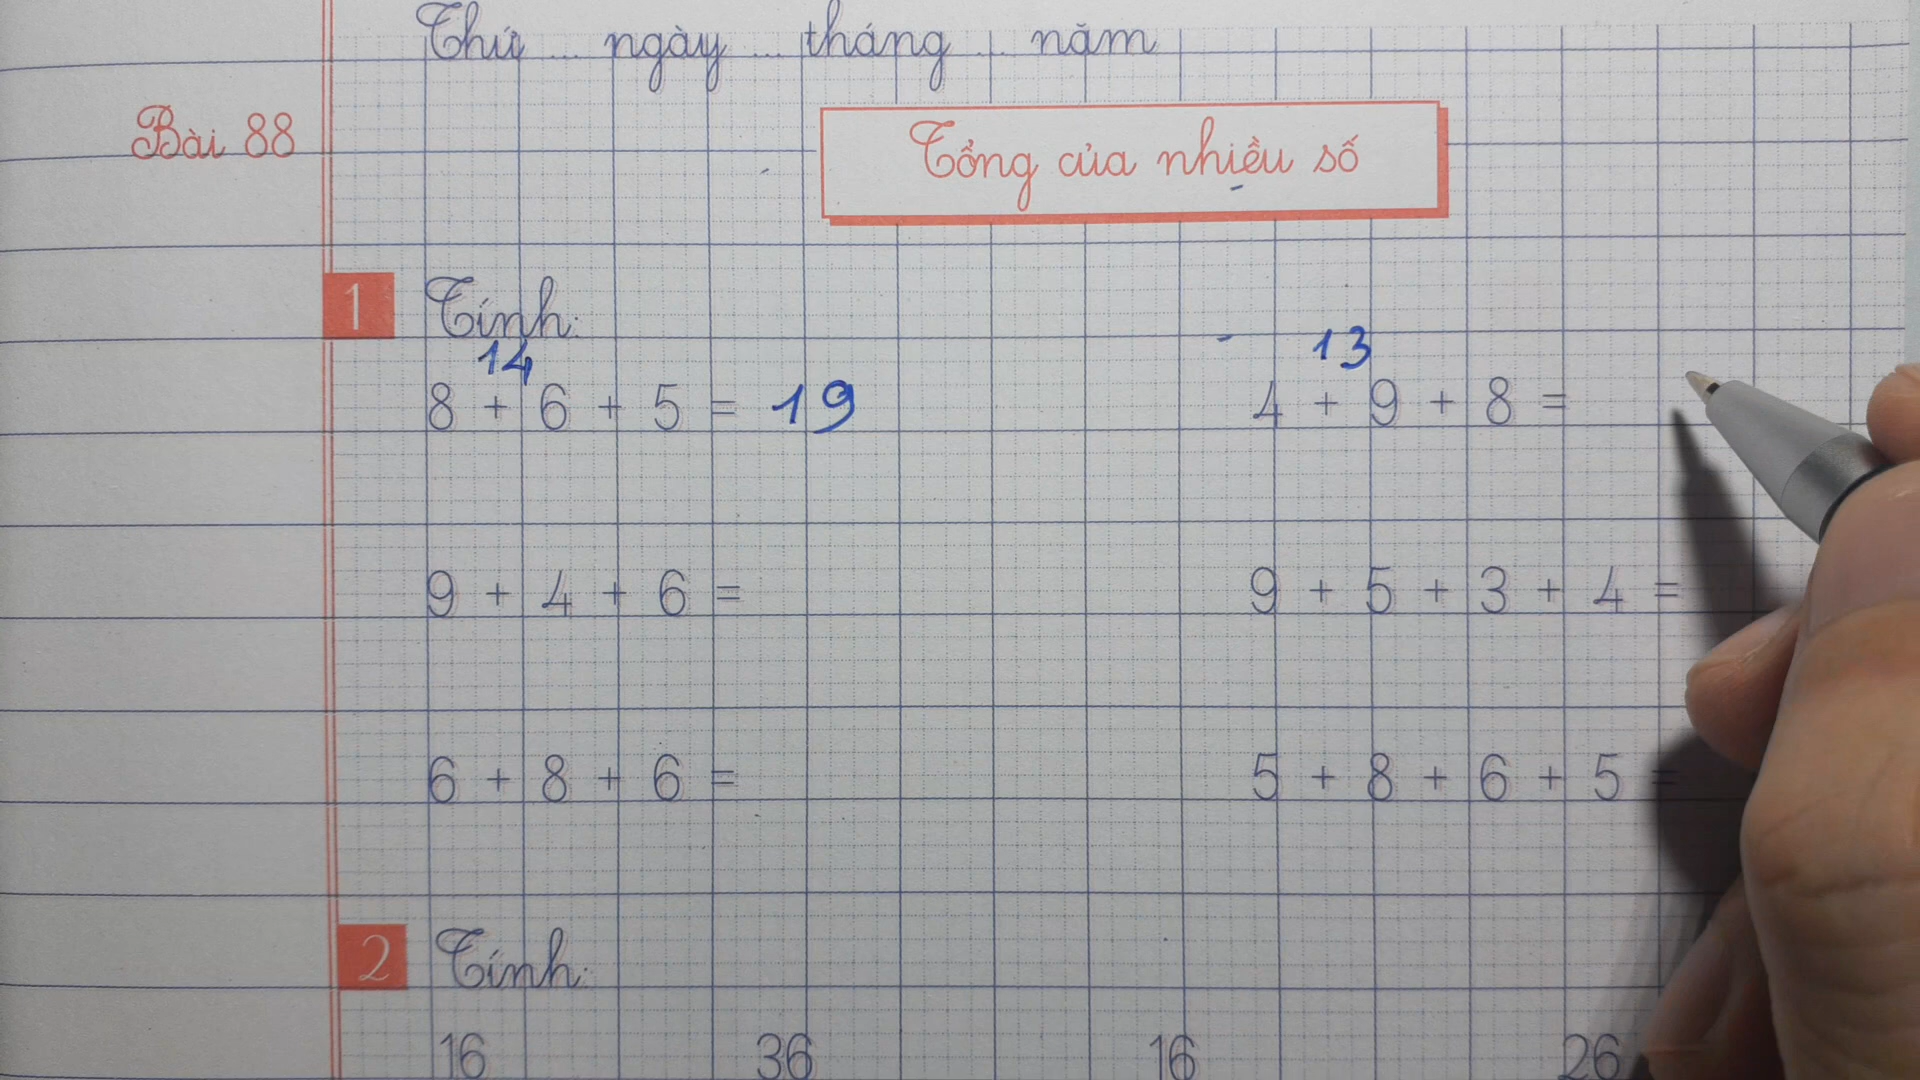 Thứ ... ngày ... tháng ... năm
Bài 88
Tổng của nhiều số
1 Tính:
14
8 + 6 + 5 = 19
13
4 + 9 + 8 =
9 + 4 + 6 =
9 + 5 + 3 + 4 =
6 + 8 + 6 =
5 + 8 + 6 + 5 =
2 Tính:
16 36 16 26